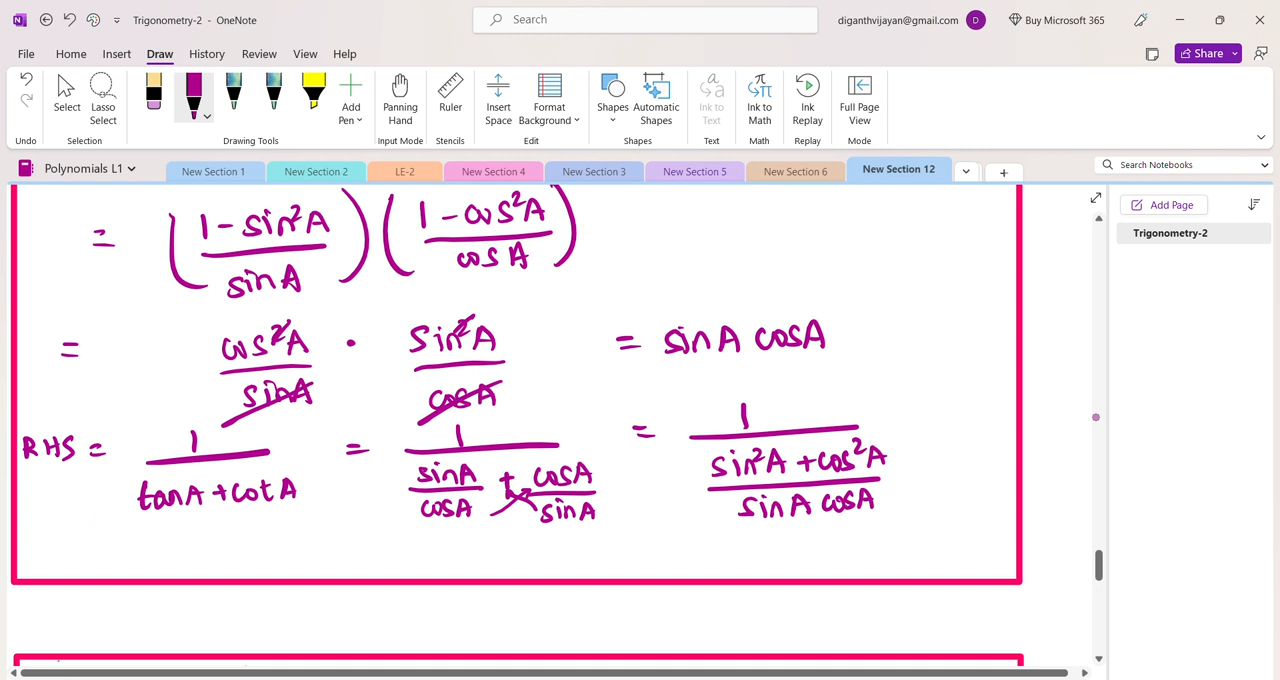 Trigonometry-2 - OneNote
Search
diganthvijayan@gmail.com D Buy Microsoft 365
File Home Insert Draw History Review View Help Share
Undo Select Lasso Select Add Pen Panning Hand Ruler Insert Space Format Background Shapes Automatic Shapes Ink to Text Ink to Math Ink Replay Full Page View
Undo Selection Drawing Tools Input Mode Stencils Edit Shapes Text Math Replay Mode
Polynomials L1 New Section 1 New Section 2 LE-2 New Section 4 New Section 3 New Section 5 New Section 6 New Section 12 + Search Notebooks
Add Page
Trigonometry-2
= ((1 - sin²A)/(sin A)) ((1 - cos²A)/(cos A))
= (cos²A)/(sinA) · (sin²A)/(cosA) = sinA cosA
RHS = 1/(tanA + cotA) = 1/((sinA)/(cosA) + (cosA)/(sinA)) = 1/((sin²A + cos²A)/(sinA cosA))